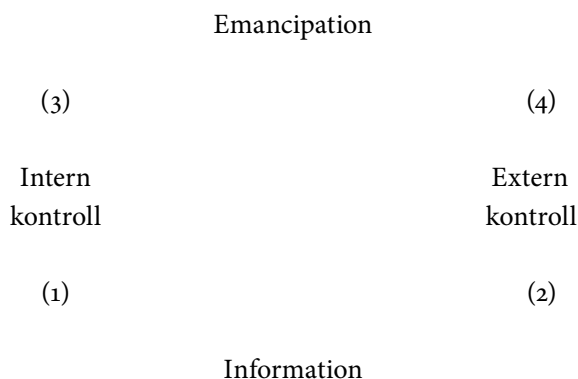 Emancipation
(3) (4)
Intern Extern
kontroll kontroll
(1) (2)
Information